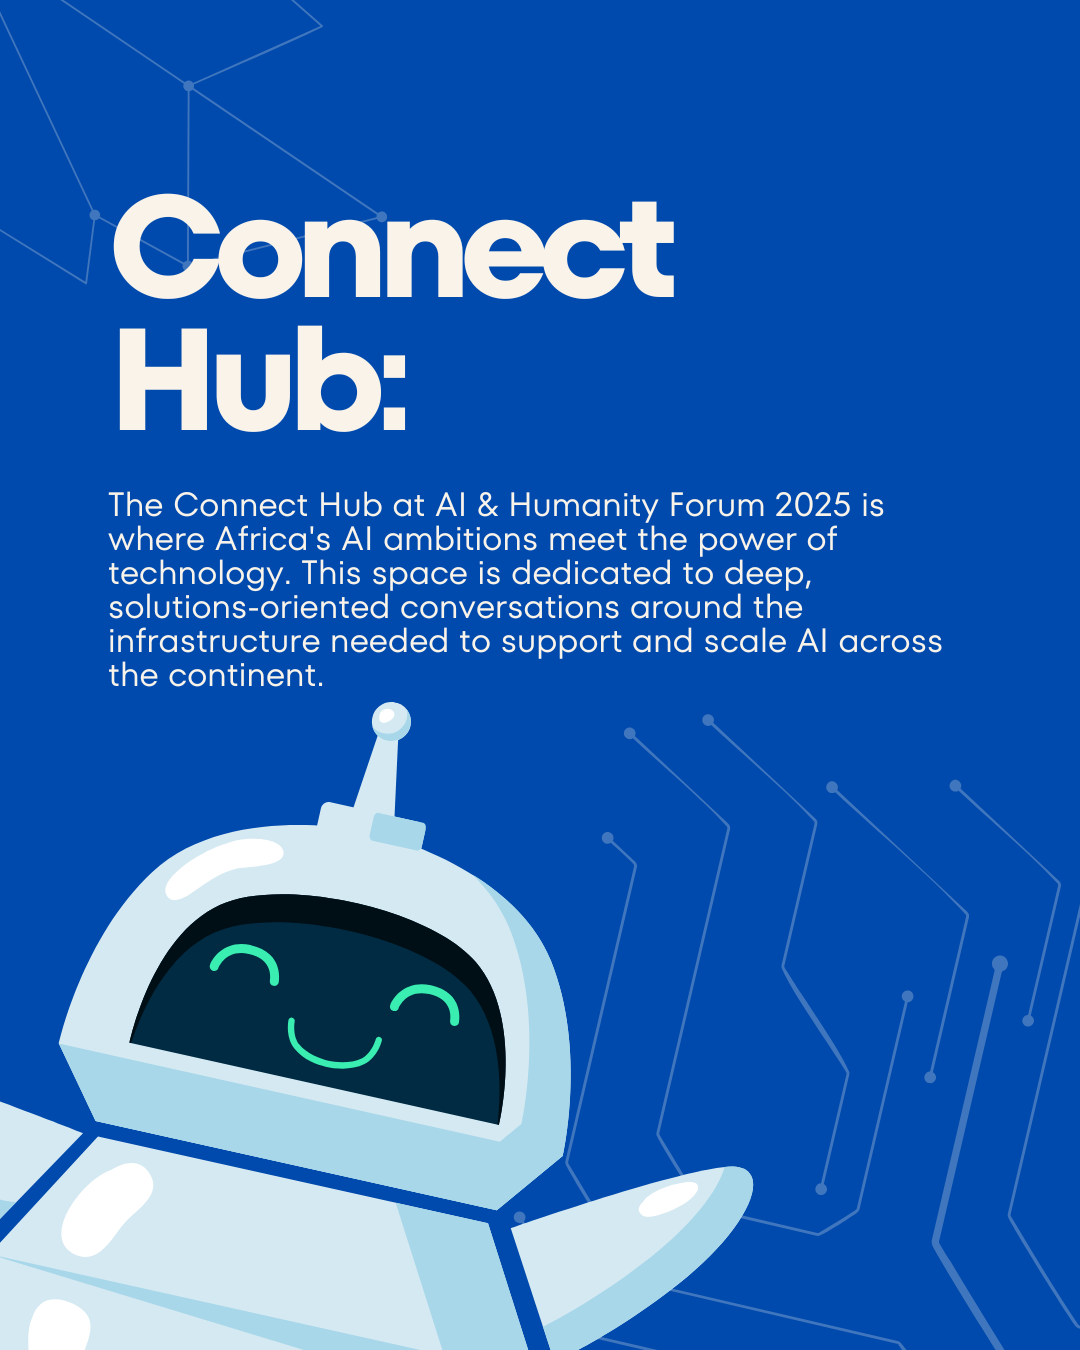 Connect
Hub:
The Connect Hub at AI & Humanity Forum 2025 is
where Africa's AI ambitions meet the power of
technology. This space is dedicated to deep,
solutions-oriented conversations around the
infrastructure needed to support and scale AI across
the continent.